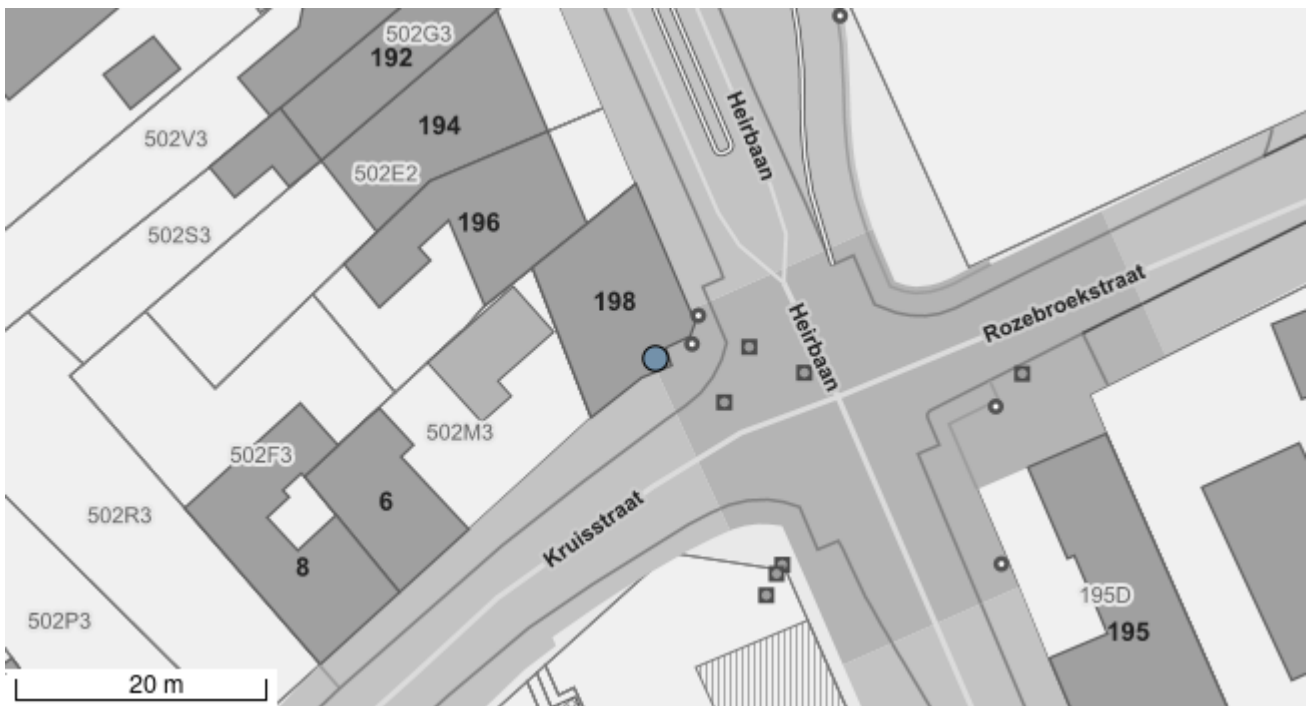 502G3
192
Heirbaan
194
502V3
502E2
196
502S3
Rozebroekstraat
198
Heirbaan
502M3
502F3
6
502R3
Kruisstraat
8
195D
502P3
195
20 m